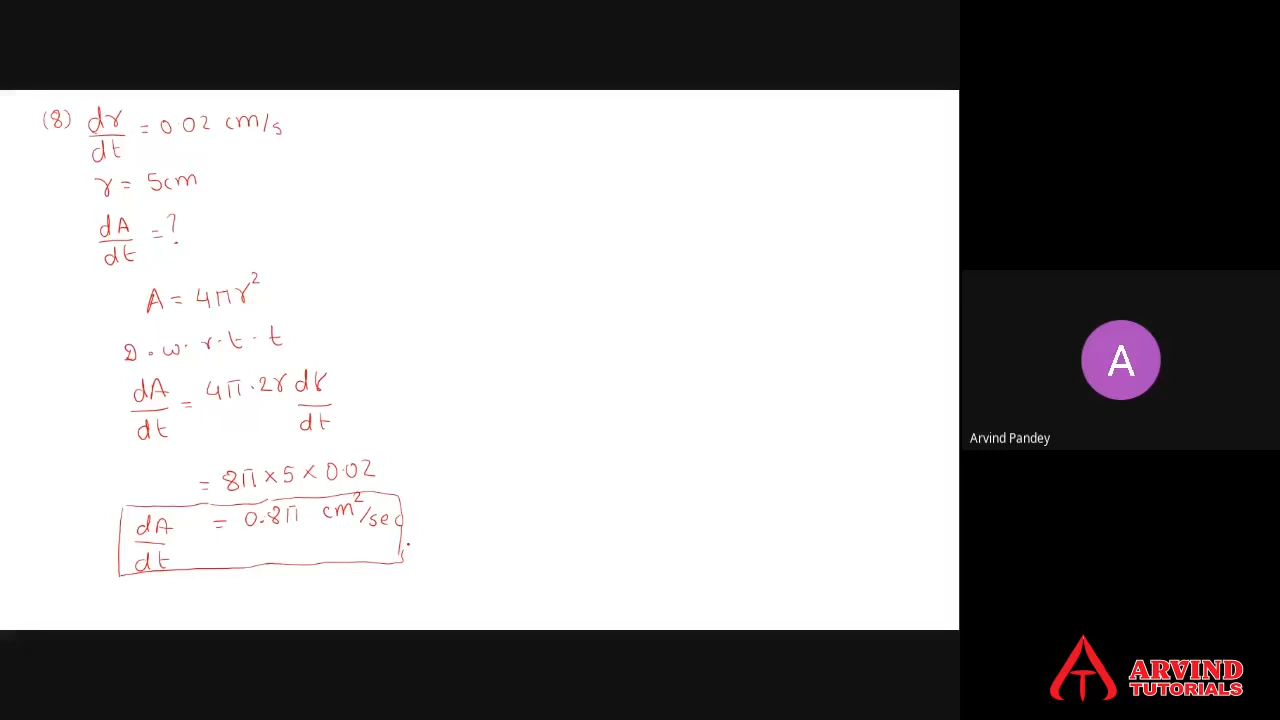 (8) dr/dt = 0.02 cm/s
r = 5cm
dA/dt = ?
A = 4πr²
D.w.r.t.t
dA/dt = 4π.2r dr/dt
= 8π × 5 × 0.02
dA/dt = 0.8π cm²/sec.
A
Arvind Pandey
ARVIND
TUTORIALS